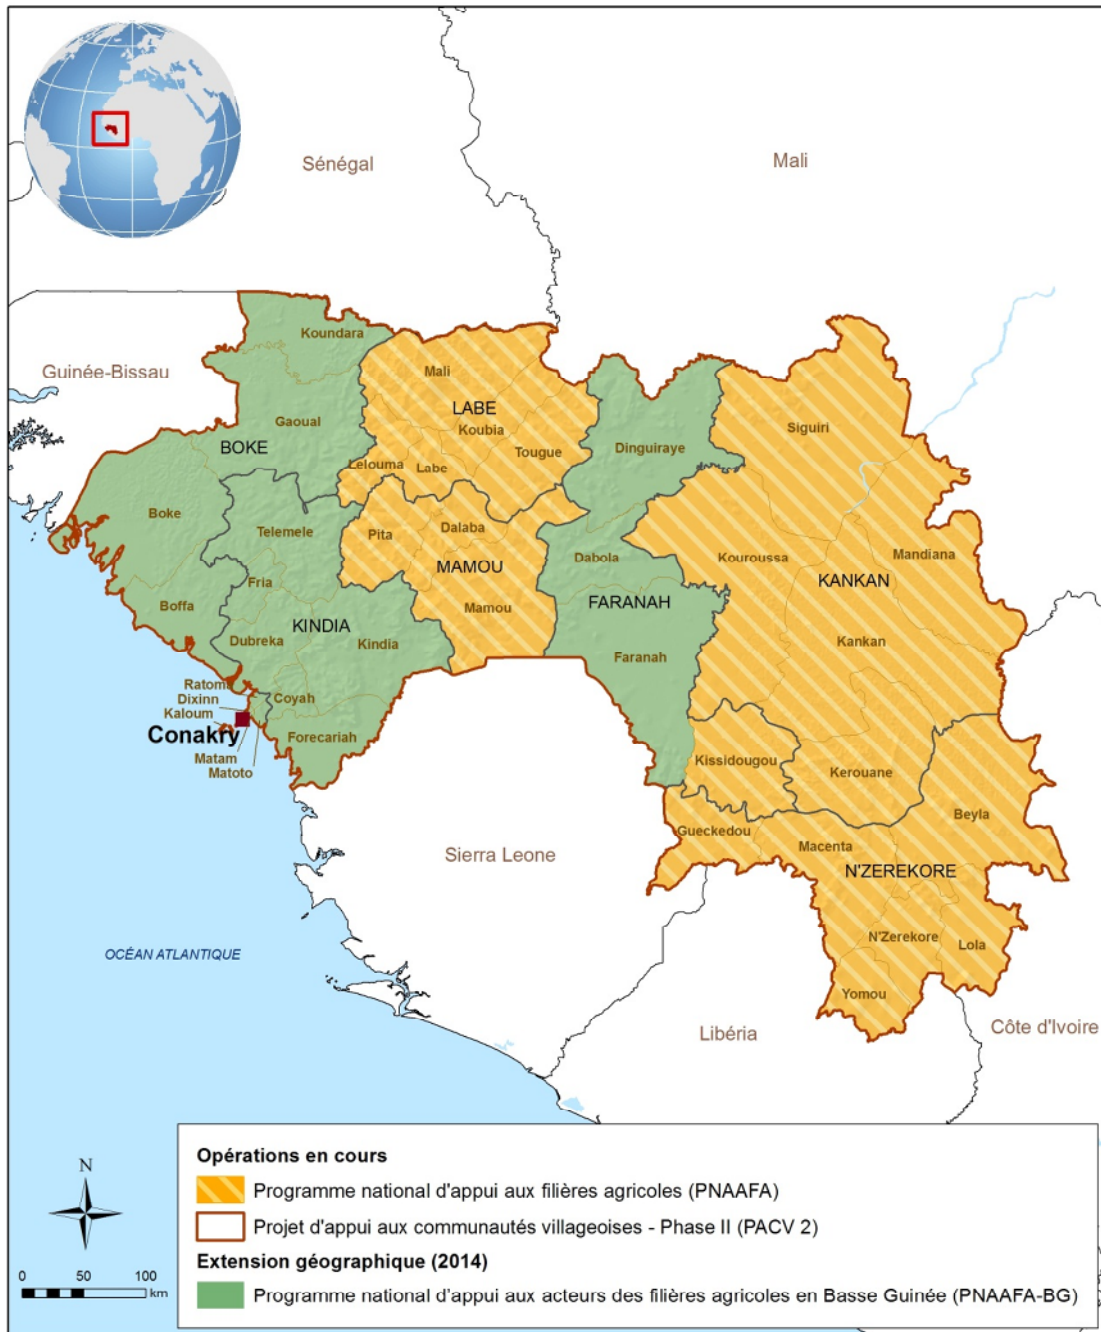 Sénégal
Mali
Guinée-Bissau
Koundara
Mali
LABE
Koubia
Gaoual
Siguiri
BOKE
Lelouma
Labe
Tougue
Dinguiraye
Boke
Telemele
Pita
Dalaba
Dabola
Kouroussa
Mandiana
MAMOU
KANKAN
Fria
Boffa
Mamou
FARANAH
KINDIA
Dubreka
Kindia
Kankan
Faranah
Ratoma
Dixinn
Coyah
Kaloum
Conakry
Forecariah
Matam
Matoto
Kissidougou
Kerouane
Beyla
Gueckedou
Macenta
Sierra Leone
N'ZEREKORE
N'Zerekore
Lola
OCÉAN ATLANTIQUE
Yomou
Libéria
Côte d'Ivoire
Opérations en cours
Programme national d'appui aux filières agricoles (PNAAFA)
Projet d'appui aux communautés villageoises - Phase II (PACV 2)
Extension géographique (2014)
Programme national d'appui aux acteurs des filières agricoles en Basse Guinée (PNAAFA-BG)
N
0 50 100
km